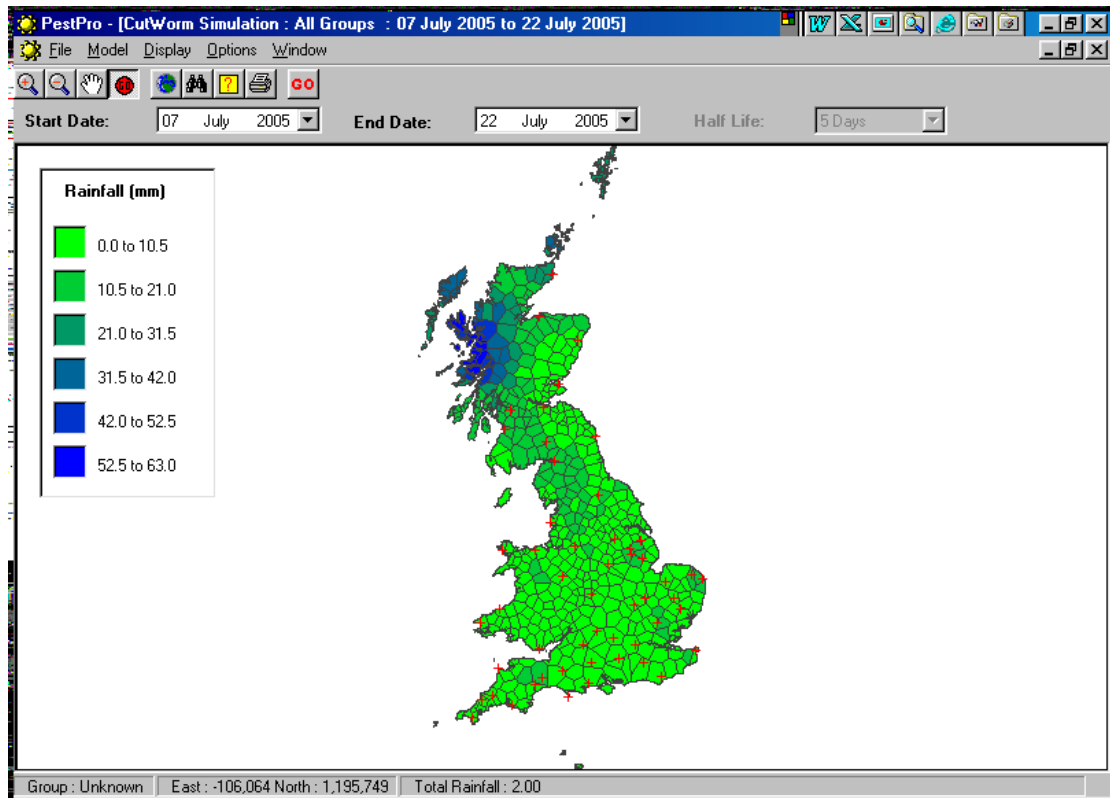 PestPro - [CutWorm Simulation : All Groups : 07 July 2005 to 22 July 2005]
File Model Display Options Window
GO
Start Date: 07 July 2005 End Date: 22 July 2005 Half Life: 5 Days
Rainfall (mm)
0.0 to 10.5
10.5 to 21.0
21.0 to 31.5
31.5 to 42.0
42.0 to 52.5
52.5 to 63.0
Group : Unknown East : -106,064 North : 1,195,749 Total Rainfall : 2.00